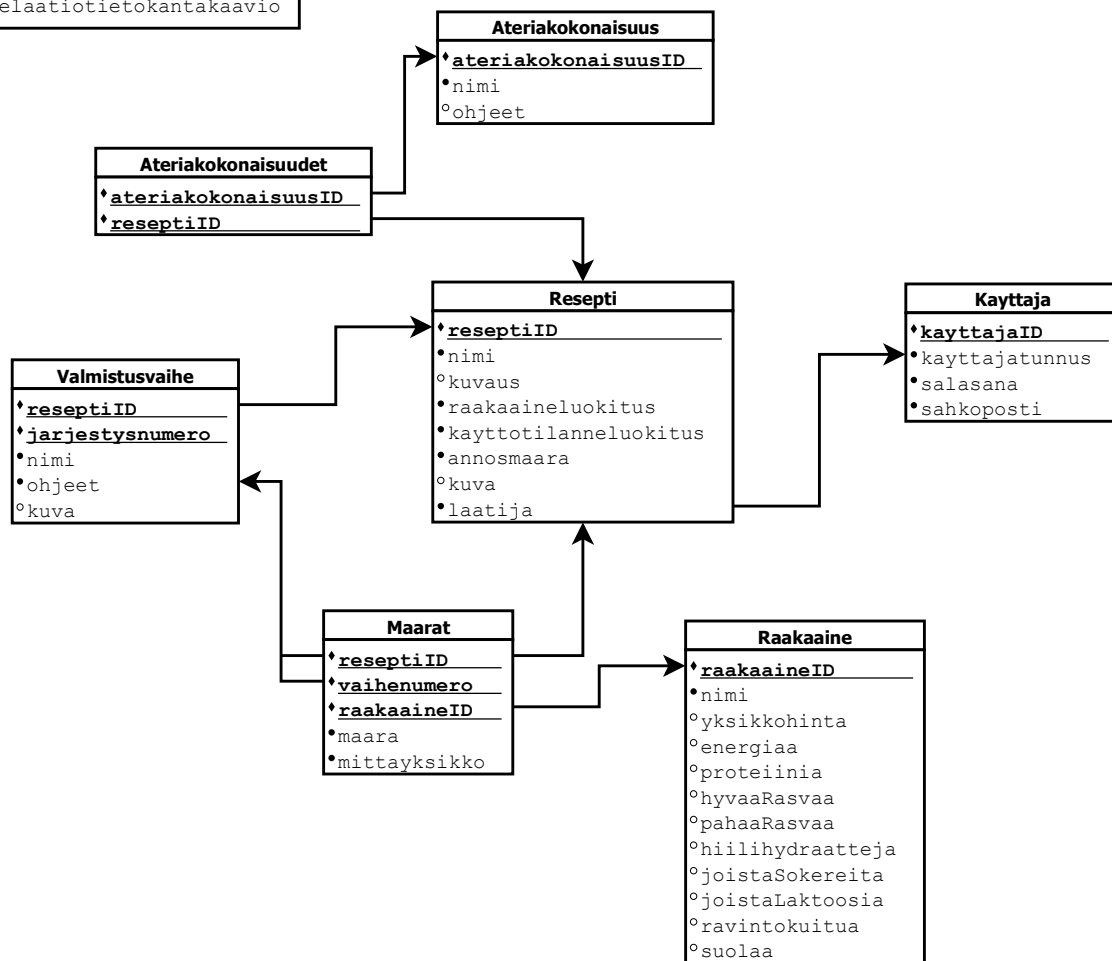 elaatiotietokantakaavio
Ateriakokonaisuus
ateriakokonaisuusID
nimi
ohjeet
Ateriakokonaisuudet
ateriakokonaisuusID
reseptiID
Resepti
reseptiID
nimi
kuvaus
raakaaineluokitus
kayttotilanneluokitus
annosmaara
kuva
laatija
Kayttaja
kayttajaID
kayttajatunnus
salasana
sahkoposti
Valmistusvaihe
reseptiID
jarjestysnumero
nimi
ohjeet
kuva
Maarat
reseptiID
vaihenumero
raakaaineID
maara
mittayksikko
Raakaaine
raakaaineID
nimi
yksikkohinta
energiaa
proteiinia
hyvaaRasvaa
pahaaRasvaa
hiilihydraatteja
joistaSokereita
joistaLaktoosia
ravintokuitua
suolaa